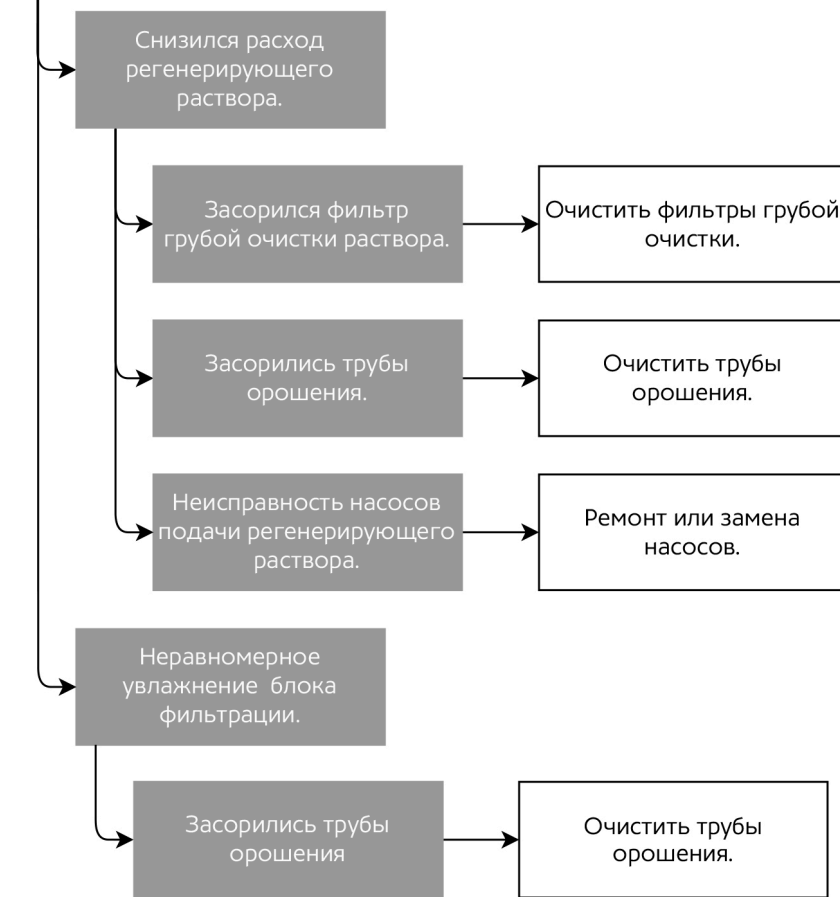 Снизился расход
регенерирующего
раствора.
Засорился фильтр
грубой очистки раствора.
Очистить фильтры грубой
очистки.
Засорились трубы
орошения.
Очистить трубы
орошения.
Неисправность насосов
подачи регенерирующего
раствора.
Ремонт или замена
насосов.
Неравномерное
увлажнение  блока
фильтрации.
Засорились трубы
орошения
Очистить трубы
орошения.